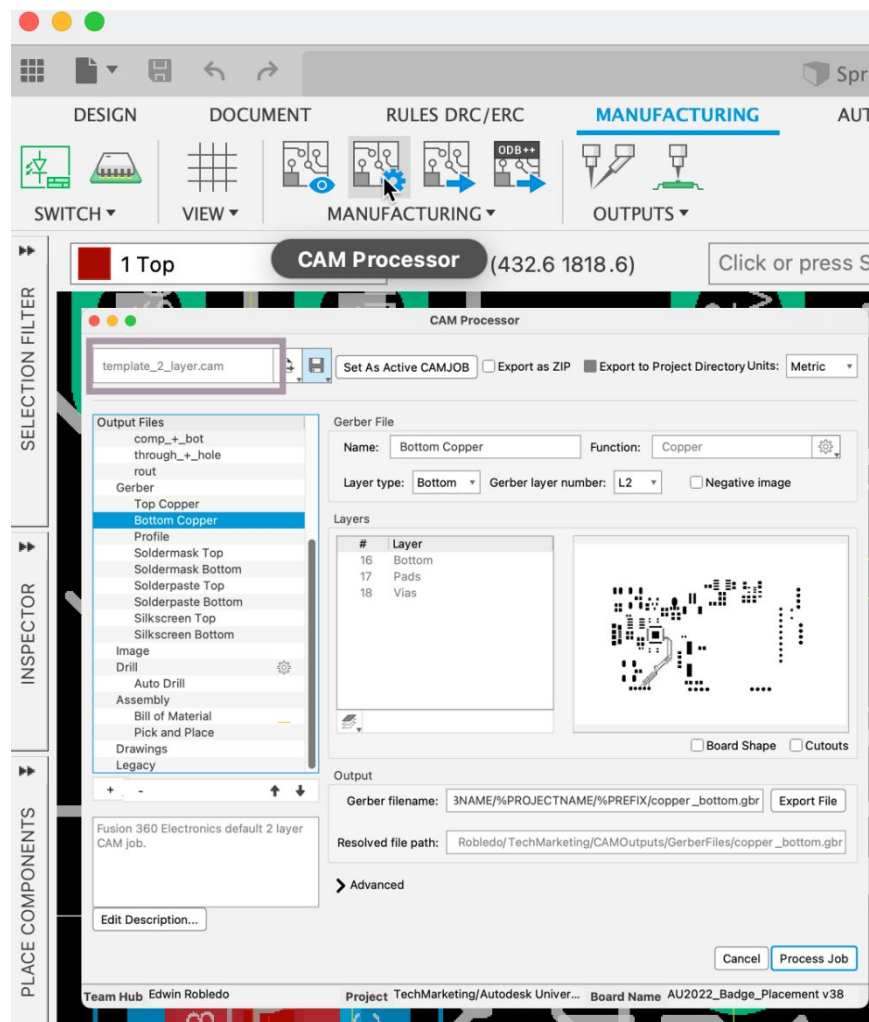 Spr
DESIGN DOCUMENT RULES DRC/ERC MANUFACTURING AUT
ODB++
SWITCH ▾ VIEW ▾ MANUFACTURING ▾ OUTPUTS ▾
1 Top CAM Processor (432.6 1818.6) Click or press S
SELECTION FILTER
INSPECTOR
PLACE COMPONENTS
CAM Processor
template_2_layer.cam Set As Active CAMJOB Export as ZIP Export to Project Directory Units: Metric
Output Files
comp_+_bot
through_+_hole
rout
Gerber
Top Copper
Bottom Copper
Profile
Soldermask Top
Soldermask Bottom
Solderpaste Top
Solderpaste Bottom
Silkscreen Top
Silkscreen Bottom
Image
Drill
Auto Drill
Assembly
Bill of Material
Pick and Place
Drawings
Legacy
+ -
Fusion 360 Electronics default 2 layer
CAM job.
Edit Description...
Gerber File
Name: Bottom Copper Function: Copper
Layer type: Bottom Gerber layer number: L2 Negative image
Layers
# Layer
16 Bottom
17 Pads
18 Vias
Board Shape Cutouts
Output
Gerber filename: 3NAME/%PROJECTNAME/%PREFIX/copper_bottom.gbr Export File
Resolved file path: Robledo/TechMarketing/CAMOutputs/GerberFiles/copper_bottom.gbr
Advanced
Cancel Process Job
Team Hub Edwin Robledo Project TechMarketing/Autodesk Univer... Board Name AU2022_Badge_Placement v38